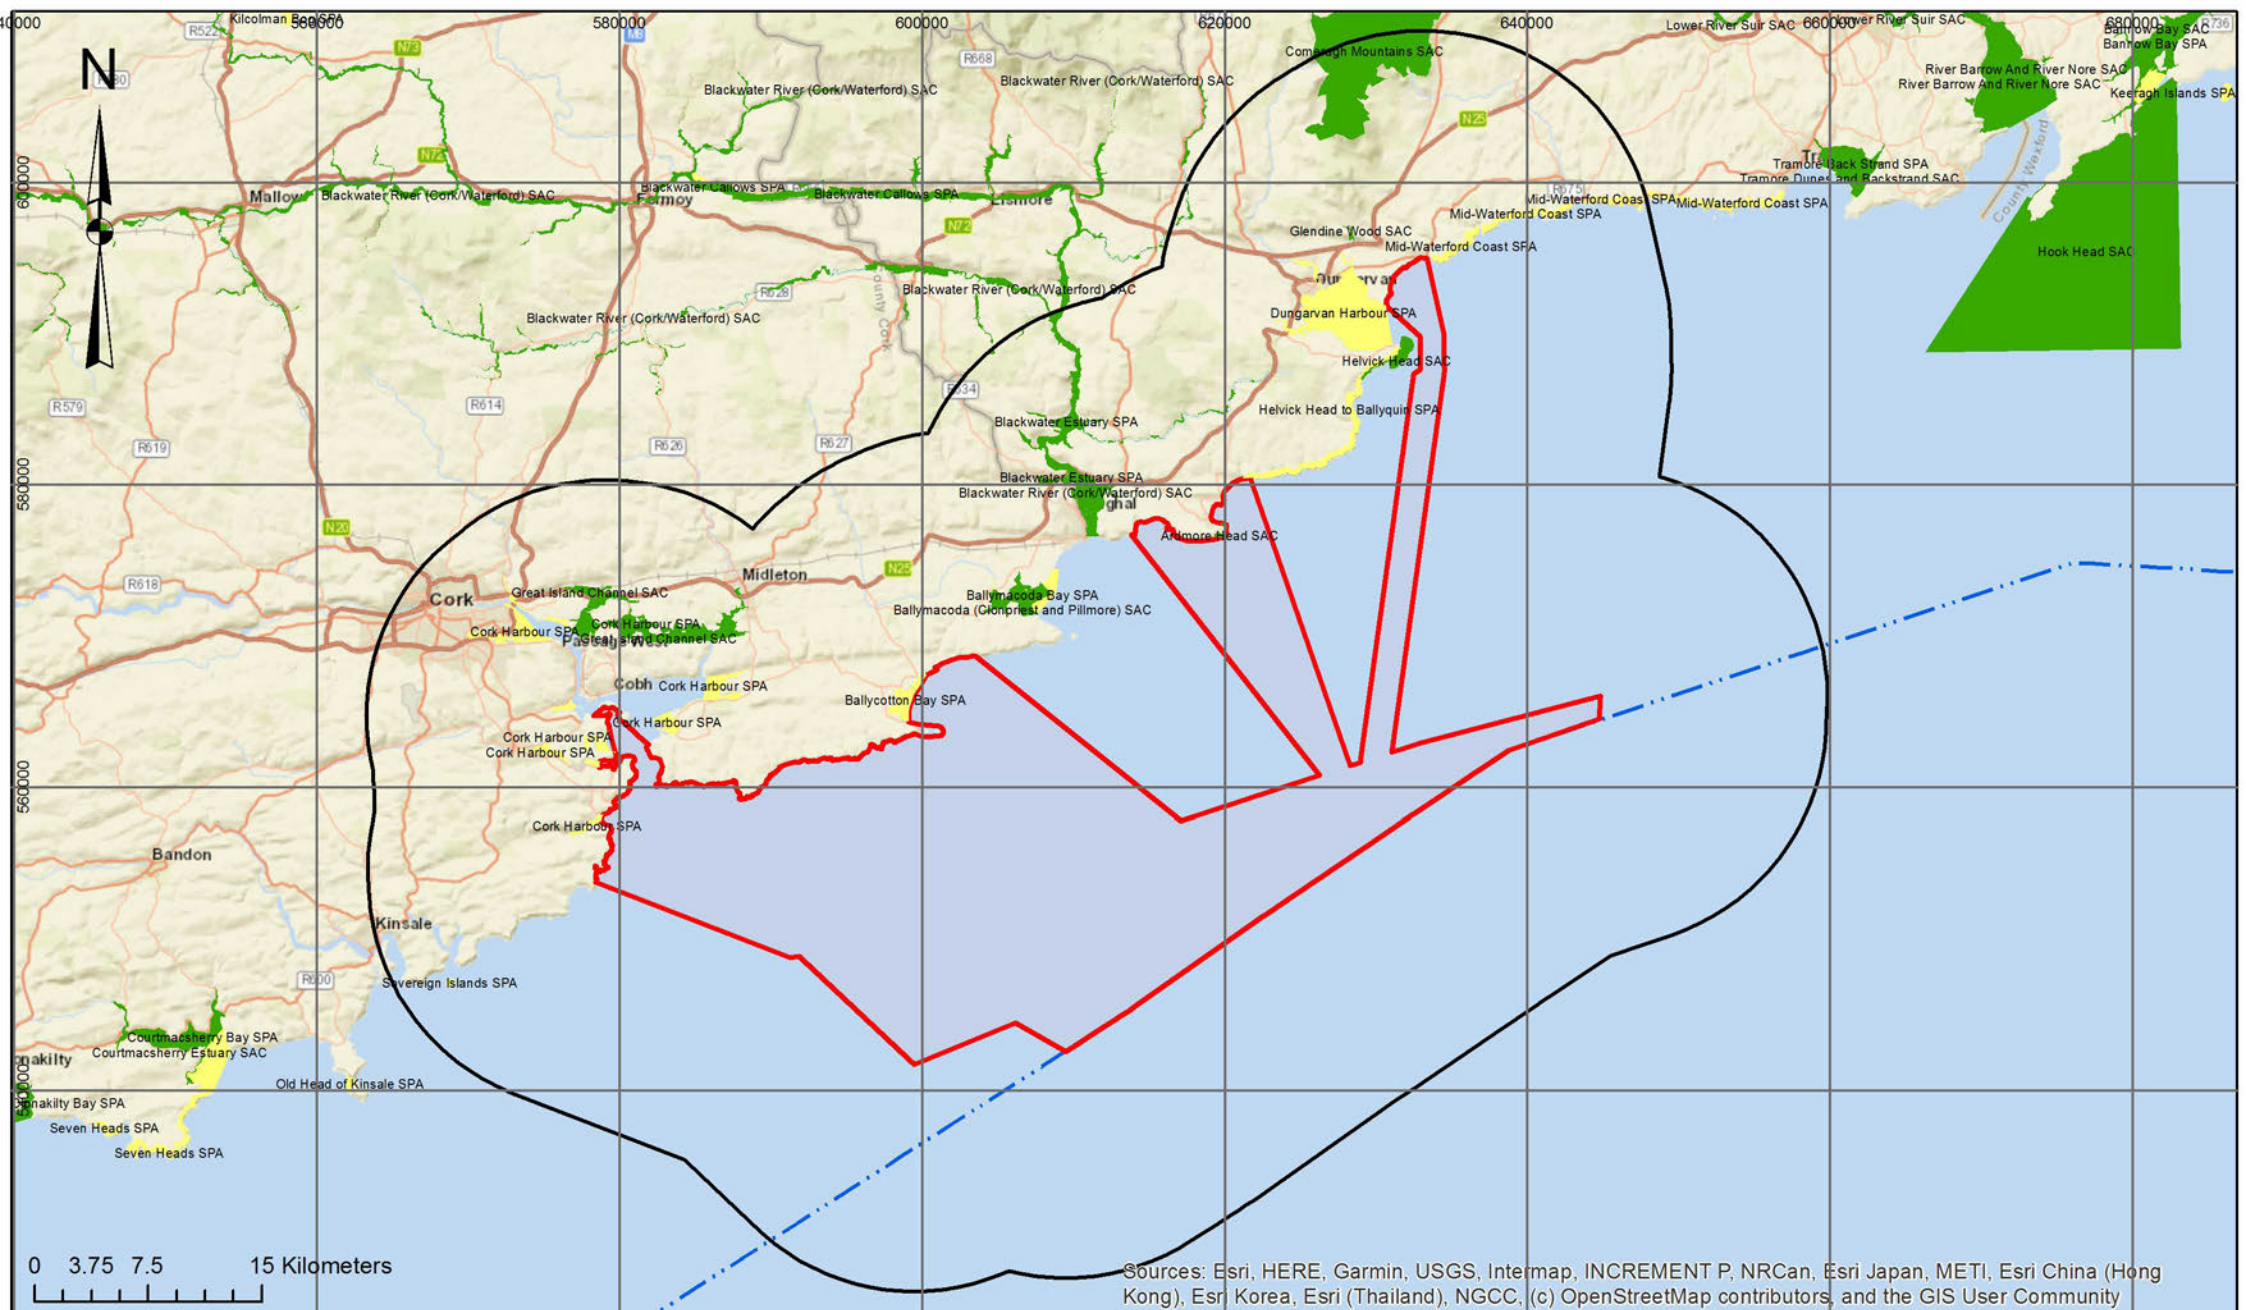 40000
560000
580000
600000
620000
640000
660000
680000
Kilcolman Bog SPA
R522
N73
M8
R668
Comeragh Mountains SAC
Lower River Suir SAC
Lower River Suir SAC
Bannow Bay SAC
R736
Bannow Bay SPA
N
Blackwater River (Cork/Waterford) SAC
Blackwater River (Cork/Waterford) SAC
River Barrow And River Nore SAC
River Barrow And River Nore SAC
Keeragh Islands SPA
N25
N72
600000
Mallow
Blackwater River (Cork/Waterford) SAC
Blackwater Callows SPA
Blackwater Callows SPA
Fermoy
Lismore
N72
Tramore Back Strand SPA
Tramore Dunes and Backstrand SAC
R675
Mid-Waterford Coast SPA
Mid-Waterford Coast SPA
Mid-Waterford Coast SPA
Mid-Waterford Coast SPA
County Wexford
Glendine Wood SAC
Hook Head SAC
Dungarvan
Dungarvan Harbour SPA
Blackwater River (Cork/Waterford) SAC
R628
County Cork
Blackwater River (Cork/Waterford) SAC
Helvick Head SAC
R634
R579
R614
R619
R626
R627
Helvick Head to Ballyquin SPA
Blackwater Estuary SPA
580000
Blackwater Estuary SPA
Blackwater River (Cork/Waterford) SAC
ghal
N20
Ardmore Head SAC
N25
Midleton
R618
Cork
Great Island Channel SAC
Ballymacoda Bay SPA
Ballymacoda (Clonpriest and Pillmore) SAC
Cork Harbour SPA
Cork Harbour SPA
Great Island Channel SAC
Passage West
Cobh
Cork Harbour SPA
Ballycotton Bay SPA
Cork Harbour SPA
Cork Harbour SPA
Cork Harbour SPA
560000
Cork Harbour SPA
Bandon
Kinsale
R600
Sovereign Islands SPA
Courtmacsherry Bay SPA
Courtmacsherry Estuary SAC
onakilty
Old Head of Kinsale SPA
540000
onakilty Bay SPA
Seven Heads SPA
Seven Heads SPA
0 3.75 7.5 15 Kilometers
Sources: Esri, HERE, Garmin, USGS, Intermap, INCREMENT P, NRCan, Esri Japan, METI, Esri China (Hong
Kong), Esri Korea, Esri (Thailand), NGCC, (c) OpenStreetMap contributors, and the GIS User Community